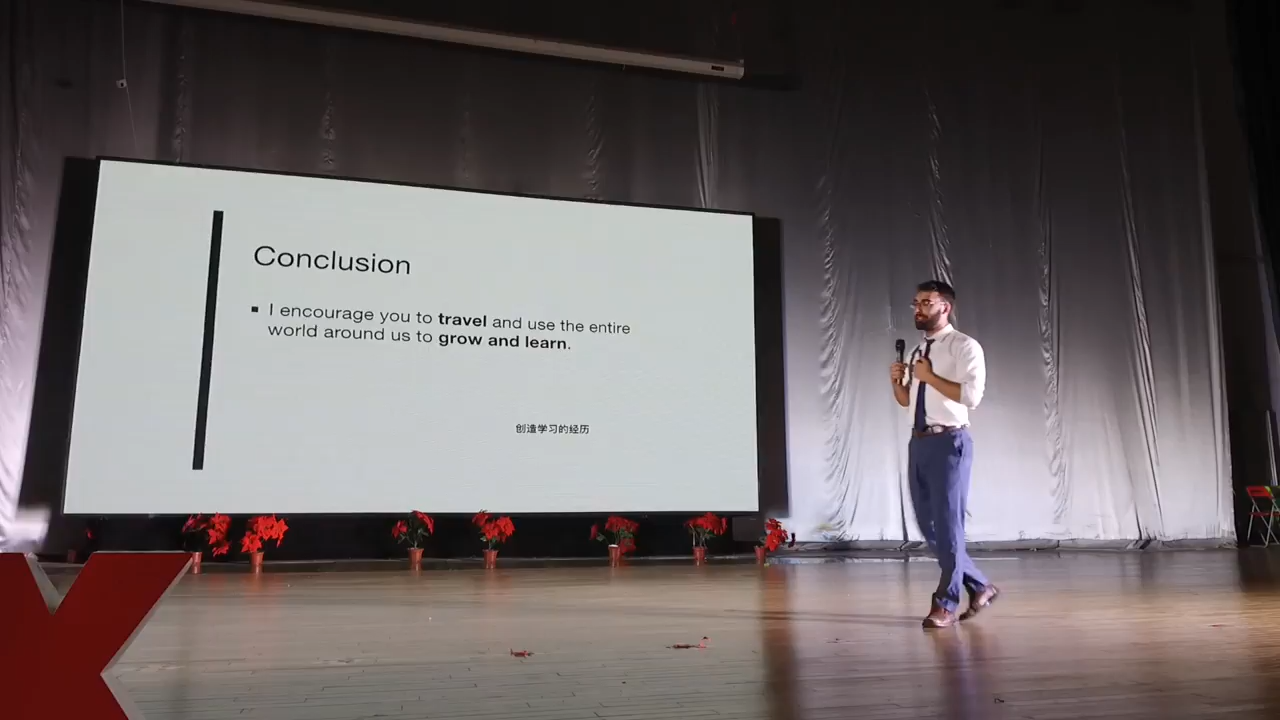 Conclusion
▪ I encourage you to travel and use the entire
world around us to grow and learn.
创造学习的经历
X